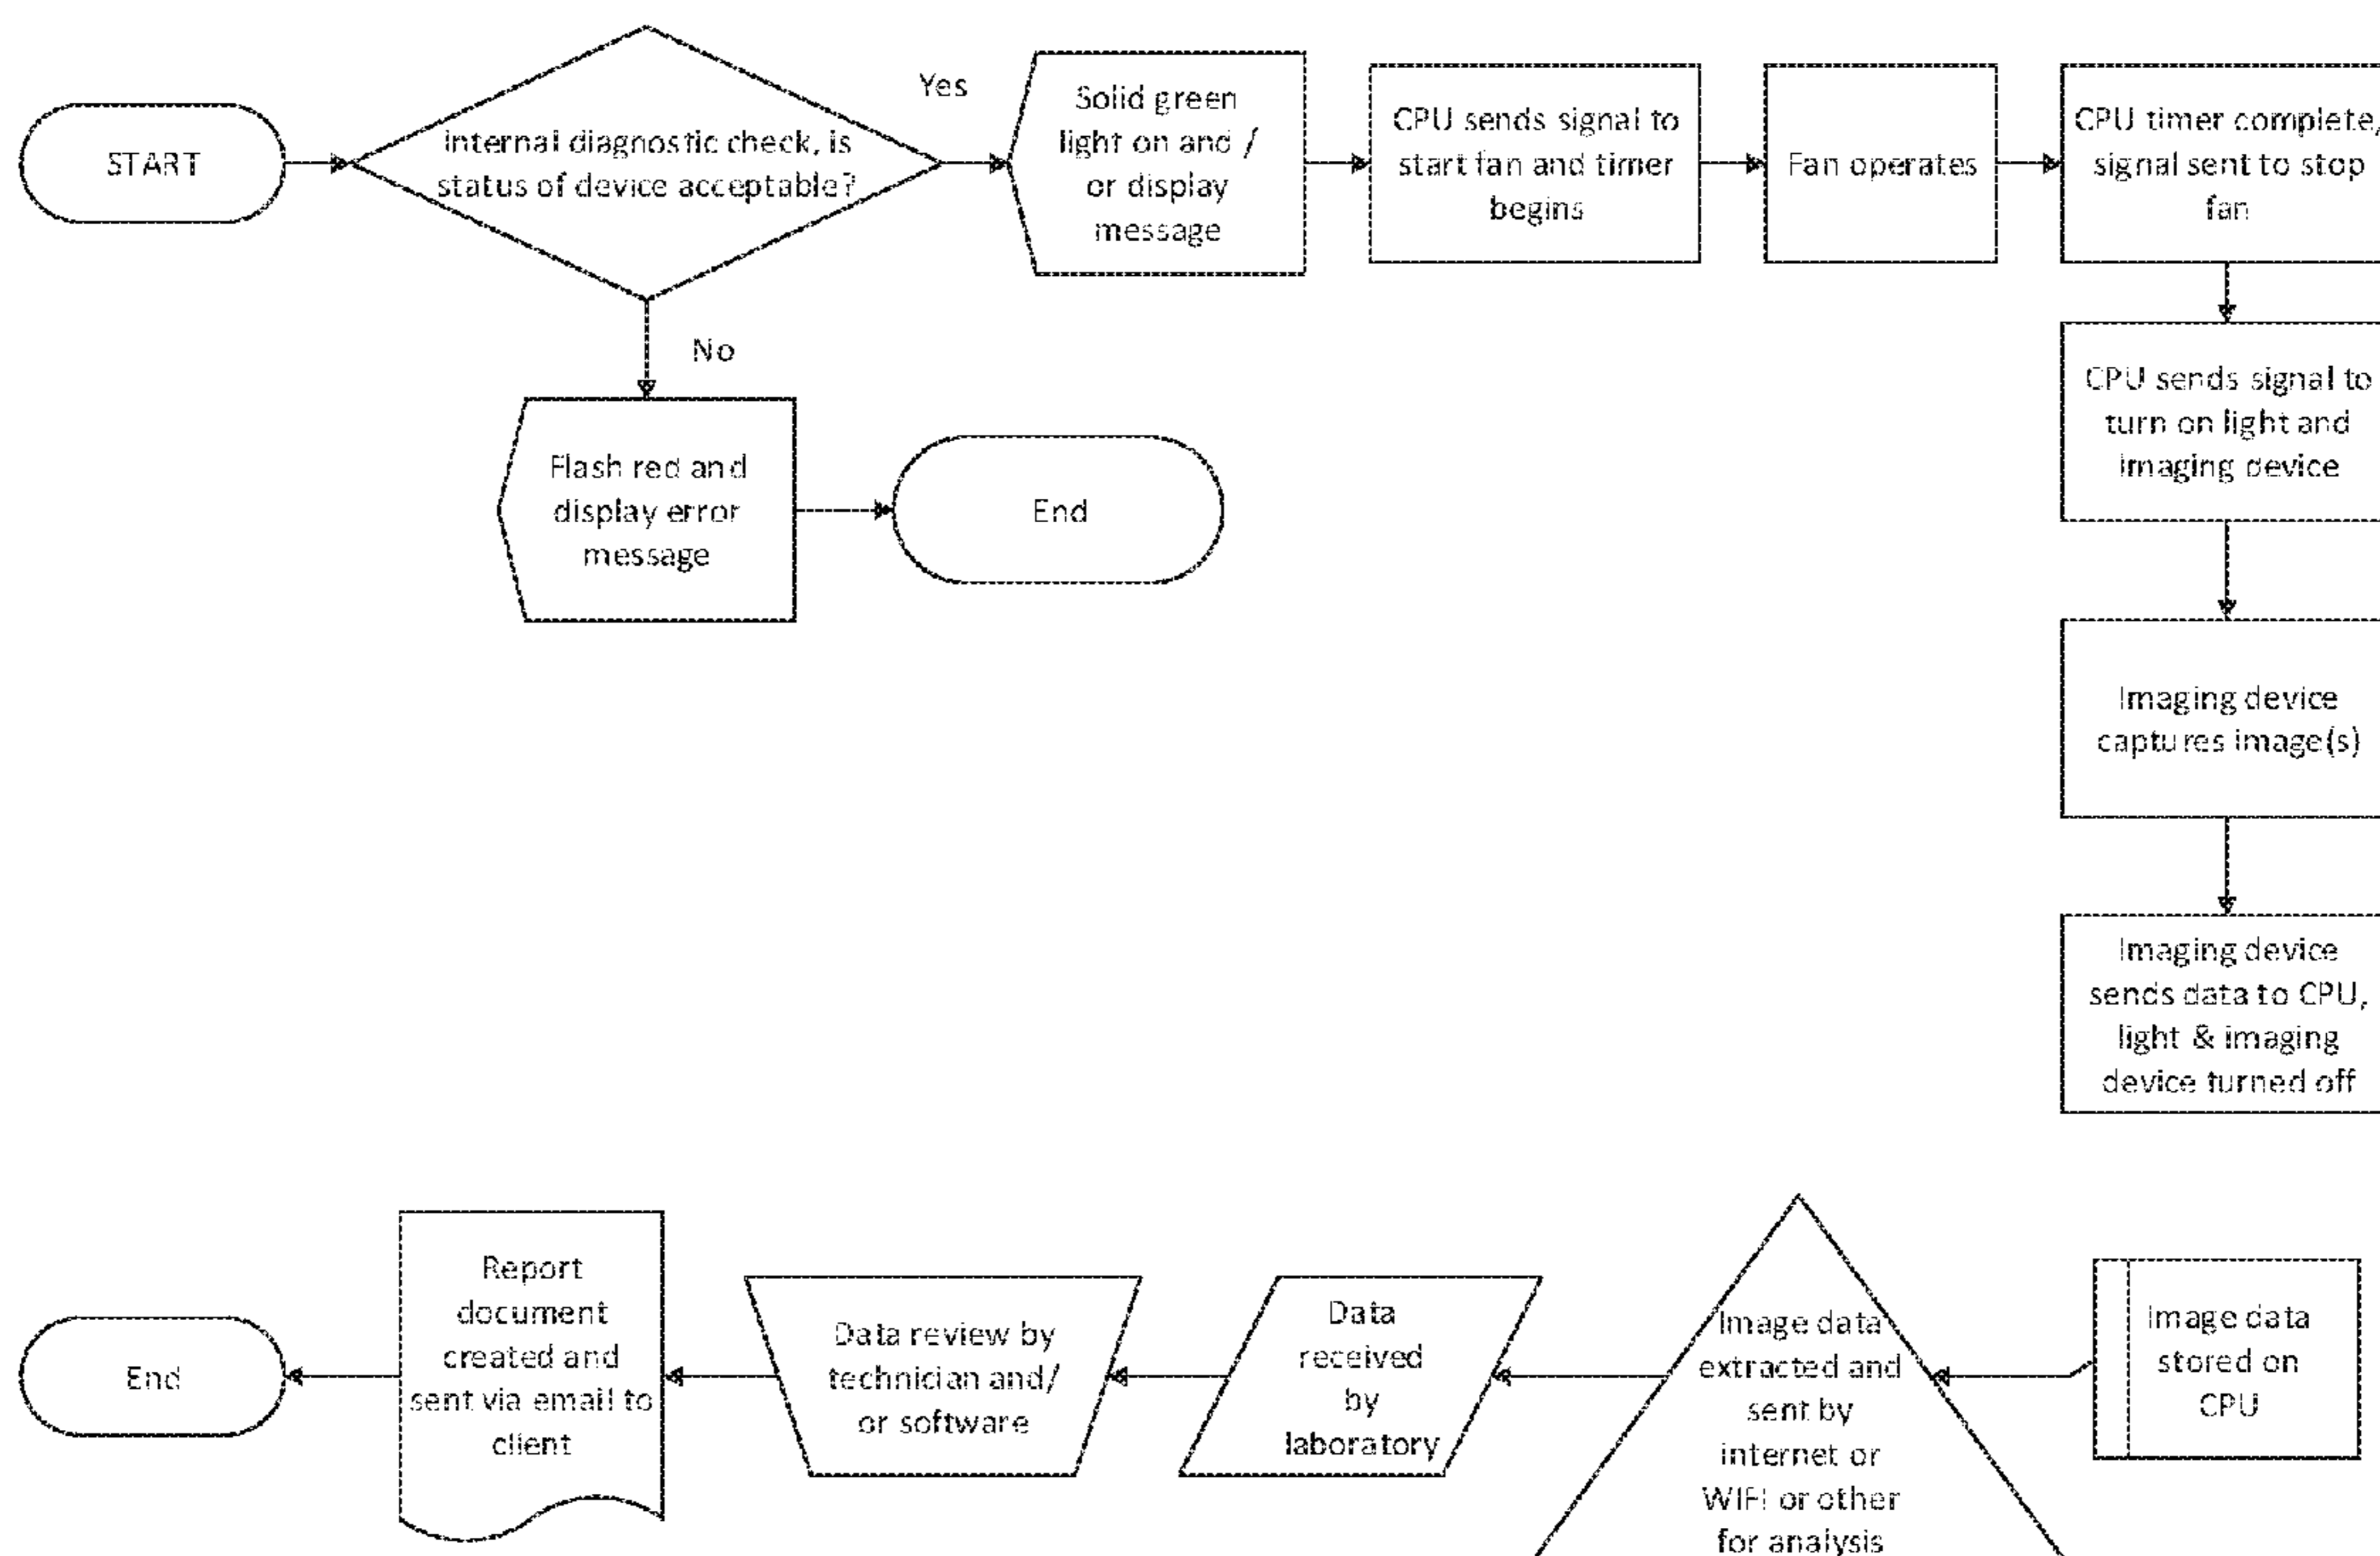 START
Internal diagnostic check, is
status of device acceptable?
Yes
Solid green
light on and /
or display
message
CPU sends signal to
start fan and timer
begins
Fan operates
CPU timer complete,
signal sent to stop
fan
No
Flash red and
display error
message
End
CPU sends signal to
turn on light and
imaging device
Imaging device
captures image(s)
Imaging device
sends data to CPU,
light & imaging
device turned off
Image data
stored on
CPU
Image data
extracted and
sent by
internet or
WIFI or other
for analysis
Data
received
by
laboratory
Data review by
technician and/
or software
Report
document
created and
sent via email to
client
End